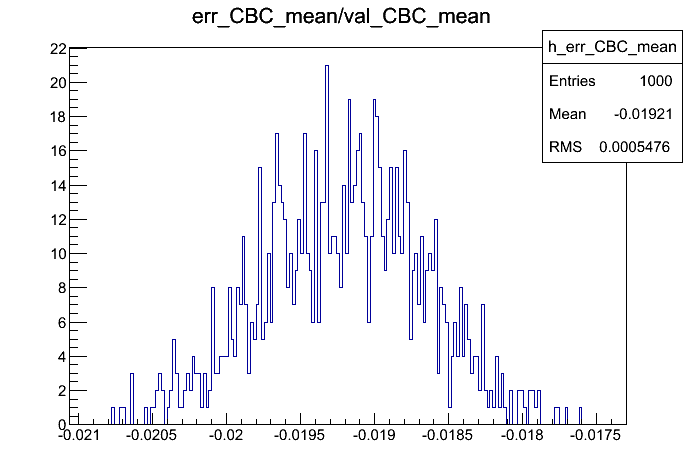 err_CBC_mean/val_CBC_mean
h_err_CBC_mean
Entries 1000
Mean -0.01921
RMS 0.0005476
22
20
18
16
14
12
10
8
6
4
2
0
-0.021 -0.0205 -0.02 -0.0195 -0.019 -0.0185 -0.018 -0.0175